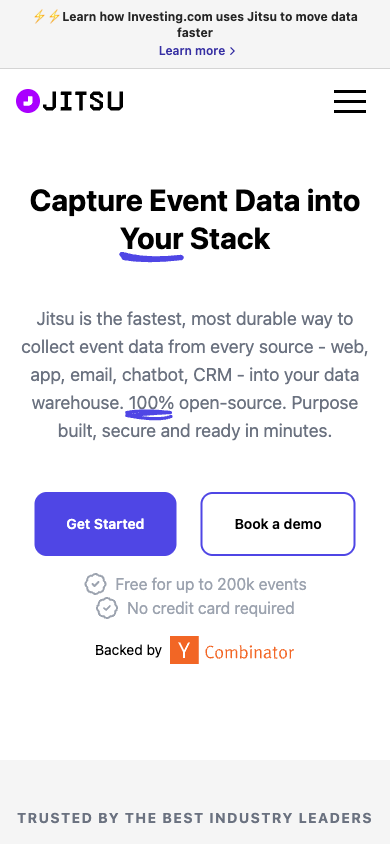 ⚡⚡Learn how Investing.com uses Jitsu to move data
faster
Learn more >
JITSU
Capture Event Data into
Your Stack
Jitsu is the fastest, most durable way to
collect event data from every source - web,
app, email, chatbot, CRM - into your data
warehouse. 100% open-source. Purpose
built, secure and ready in minutes.
Get Started Book a demo
Free for up to 200k events
No credit card required
Backed by Y Combinator
TRUSTED BY THE BEST INDUSTRY LEADERS